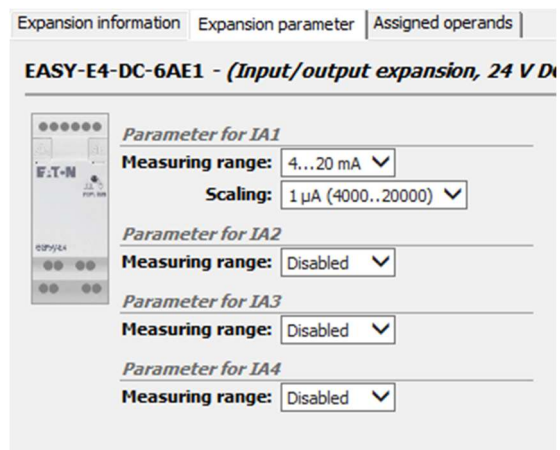 Expansion information Expansion parameter Assigned operands
EASY-E4-DC-6AE1 - (Input/output expansion, 24 V D
Parameter for IA1
E.T.N
Measuring range: 4...20 mA
Scaling: 1 µA (4000..20000)
Parameter for IA2
Measuring range: Disabled
Parameter for IA3
Measuring range: Disabled
Parameter for IA4
Measuring range: Disabled